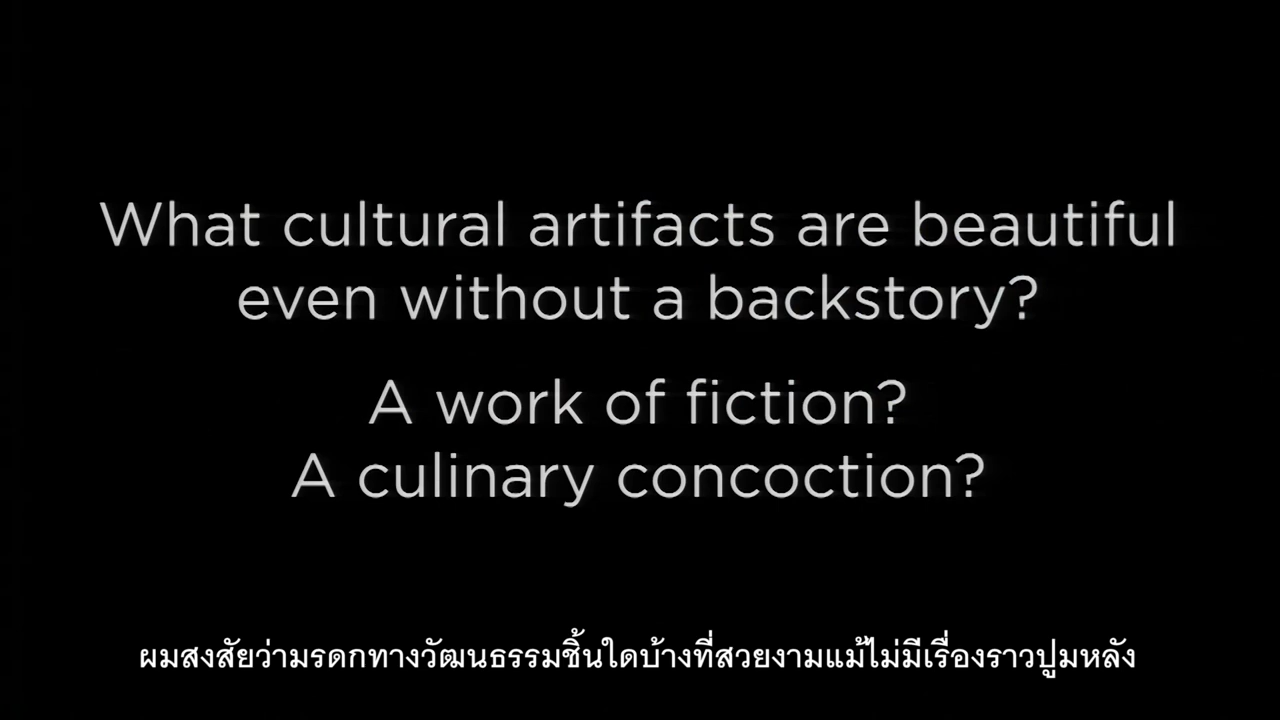 What cultural artifacts are beautiful
even without a backstory?
A work of fiction?
A culinary concoction?
ผมสงสัยว่ามรดกทางวัฒนธรรมชิ้นใดบ้างที่สวยงามแม้ไม่มีเรื่องราวปูมหลัง